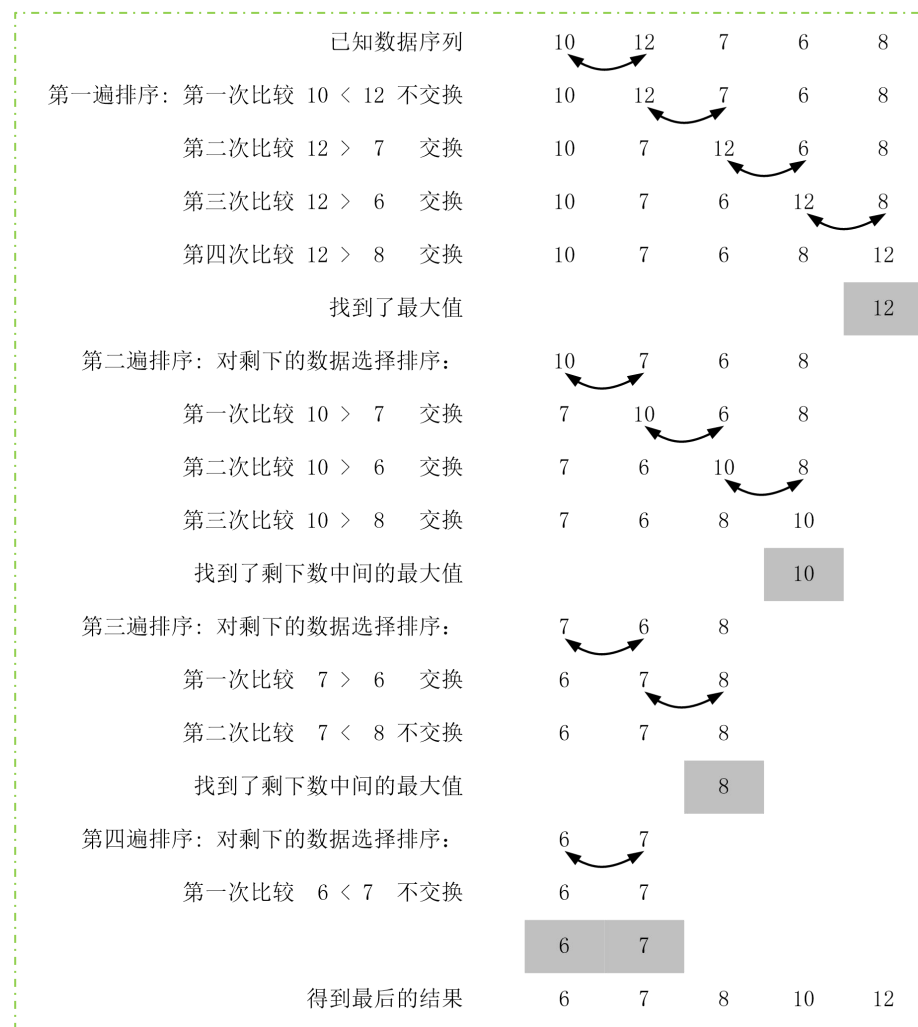 已知数据序列 10 12 7 6 8
第一遍排序: 第一次比较 10 < 12 不交换 10 12 7 6 8
第二次比较 12 > 7 交换 10 7 12 6 8
第三次比较 12 > 6 交换 10 7 6 12 8
第四次比较 12 > 8 交换 10 7 6 8 12
找到了最大值 12
第二遍排序: 对剩下的数据选择排序: 10 7 6 8
第一次比较 10 > 7 交换 7 10 6 8
第二次比较 10 > 6 交换 7 6 10 8
第三次比较 10 > 8 交换 7 6 8 10
找到了剩下数中间的最大值 10
第三遍排序: 对剩下的数据选择排序: 7 6 8
第一次比较 7 > 6 交换 6 7 8
第二次比较 7 < 8 不交换 6 7 8
找到了剩下数中间的最大值 8
第四遍排序: 对剩下的数据选择排序: 6 7
第一次比较 6 < 7 不交换 6 7
6 7
得到最后的结果 6 7 8 10 12